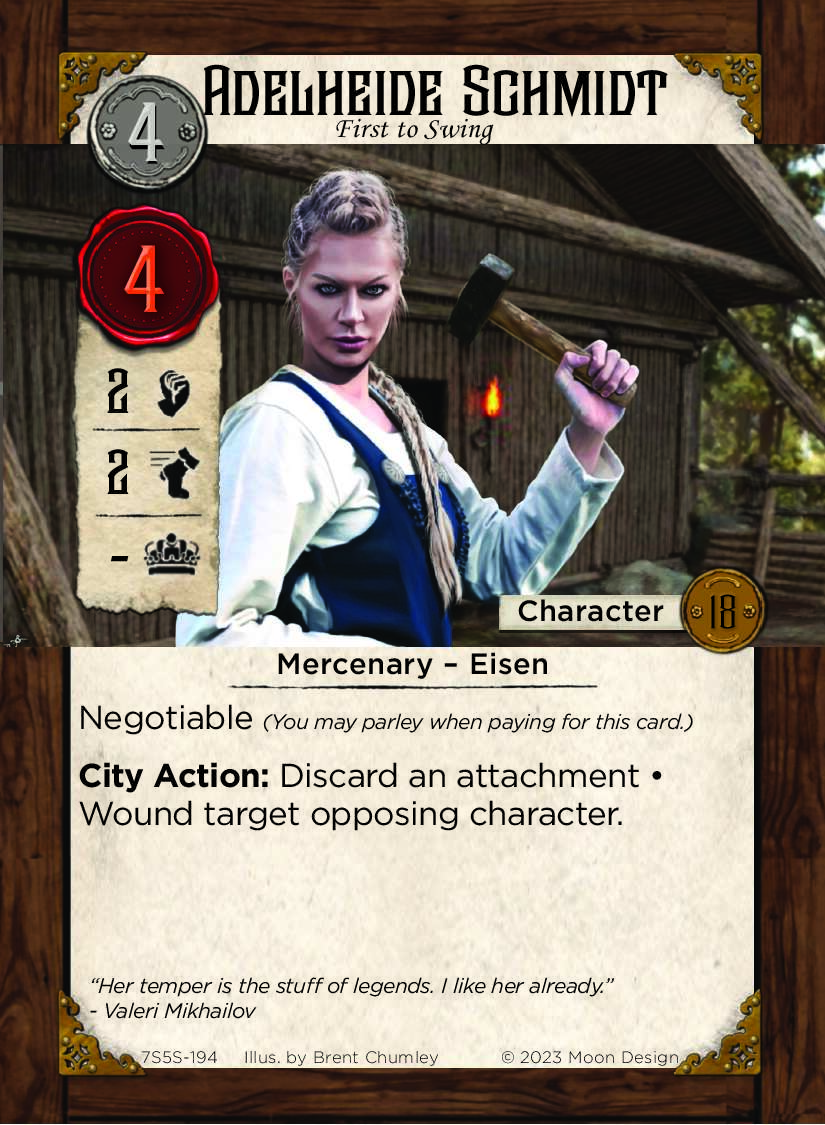 Adelheide Schmidt
First to Swing
4
4
2
2
-
Character
18
Mercenary – Eisen
Negotiable (You may parley when paying for this card.)
City Action: Discard an attachment •
Wound target opposing character.
“Her temper is the stuff of legends. I like her already.”
- Valeri Mikhailov
7S5S-194 Illus. by Brent Chumley © 2023 Moon Design